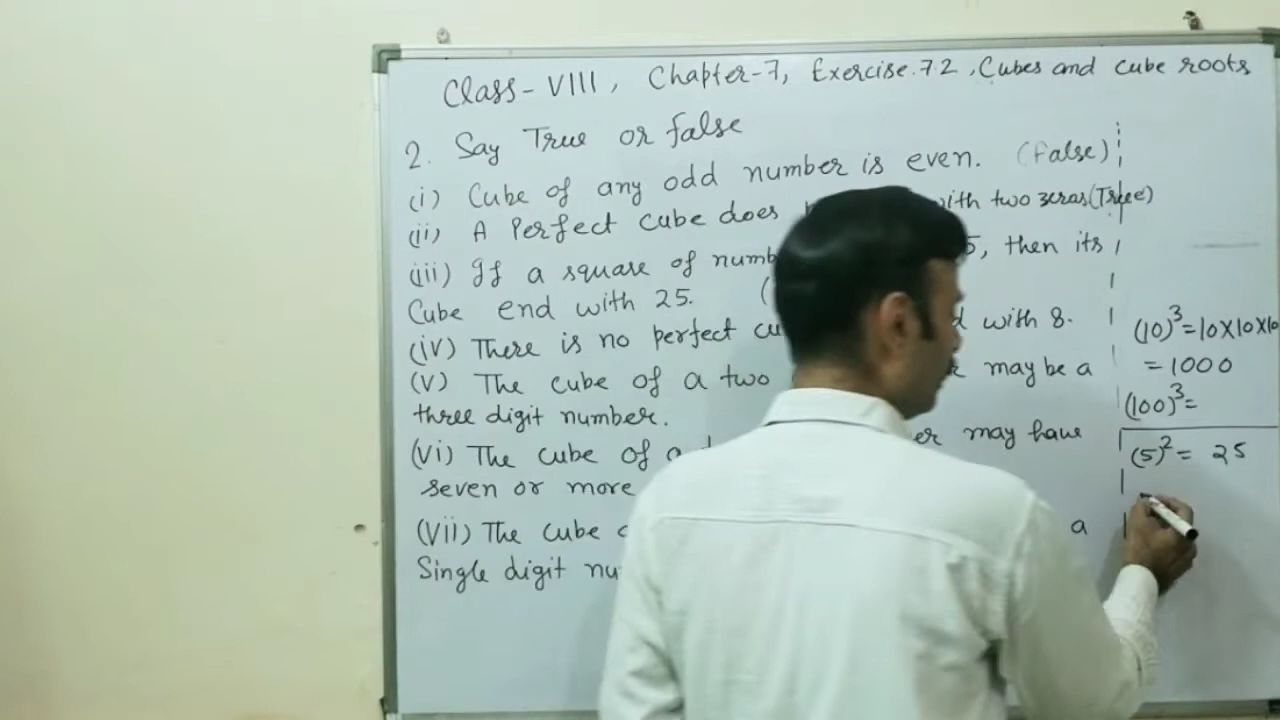 Class-VIII, Chapter-7, Exercise.7.2, Cubes and cube roots
2. Say True or false
(i) Cube of any odd number is even. (false)
(ii) A Perfect Cube does with two zeros (True)
(iii) If a square of numb 5, then its
Cube end with 25. (
(iv) There is no perfect cu with 8.
(v) The cube of a two may be a
three digit number.
(vi) The cube of a er may have
seven or more
(vii) The cube a
Single digit nu
(10)³=10X10X10
=1000
(100)³=
(5)²= 25